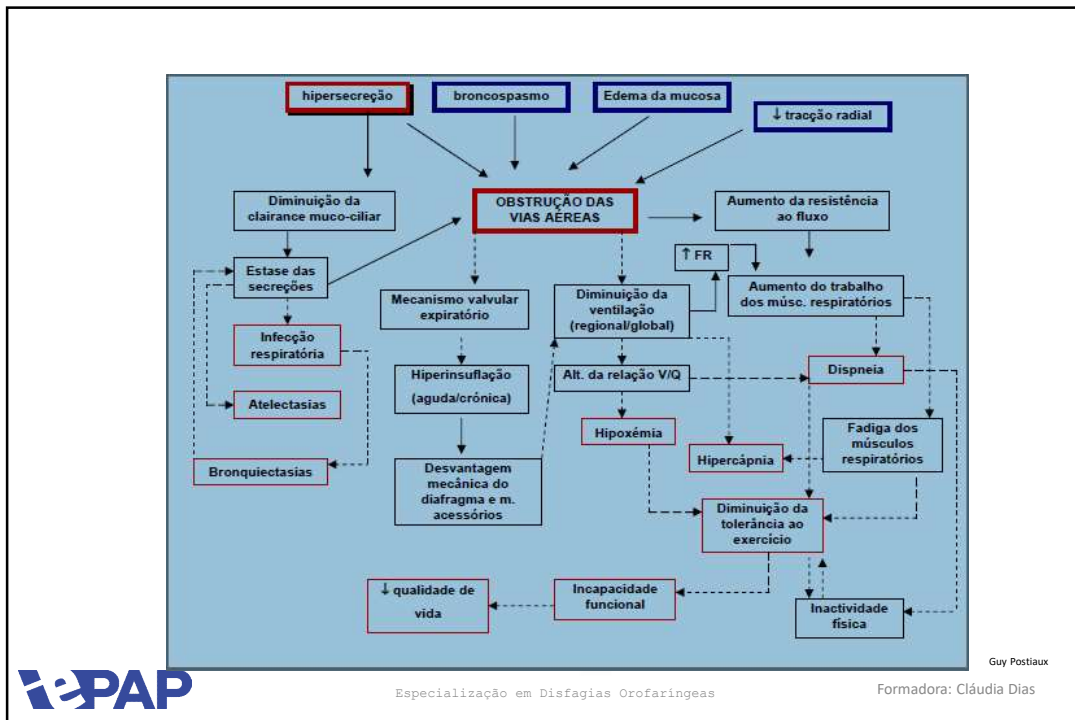 hipersecreção
broncospasmo
Edema da mucosa
↓ tracção radial
Diminuição da
clairance muco-ciliar
OBSTRUÇÃO DAS
VIAS AÉREAS
Aumento da resistência
ao fluxo
↑ FR
Estase das
secreções
Mecanismo valvular
expiratório
Diminuição da
ventilação
(regional/global)
Aumento do trabalho
dos músc. respiratórios
Infecção
respiratória
Hiperinsuflação
(aguda/crónica)
Alt. da relação V/Q
Dispneia
Atelectasias
Hipoxémia
Fadiga dos
músculos
respiratórios
Bronquiectasias
Hipercápnia
Desvantagem
mecânica do
diafragma e m.
acessórios
Diminuição da
tolerância ao
exercício
↓ qualidade de
vida
Incapacidade
funcional
Inactividade
física
Guy Postiaux
iePAP
Especialização em Disfagias Orofaríngeas
Formadora: Cláudia Dias